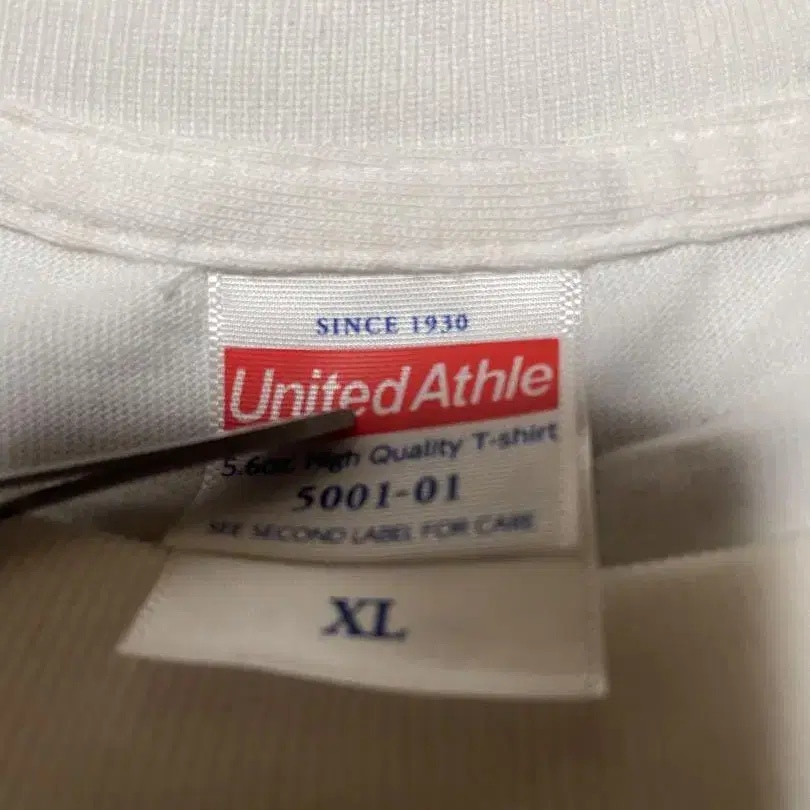 SINCE 1930
United Athle
5.6oz High Quality T-shirt
5001-01
SEE SECOND LABEL FOR CARE
XL